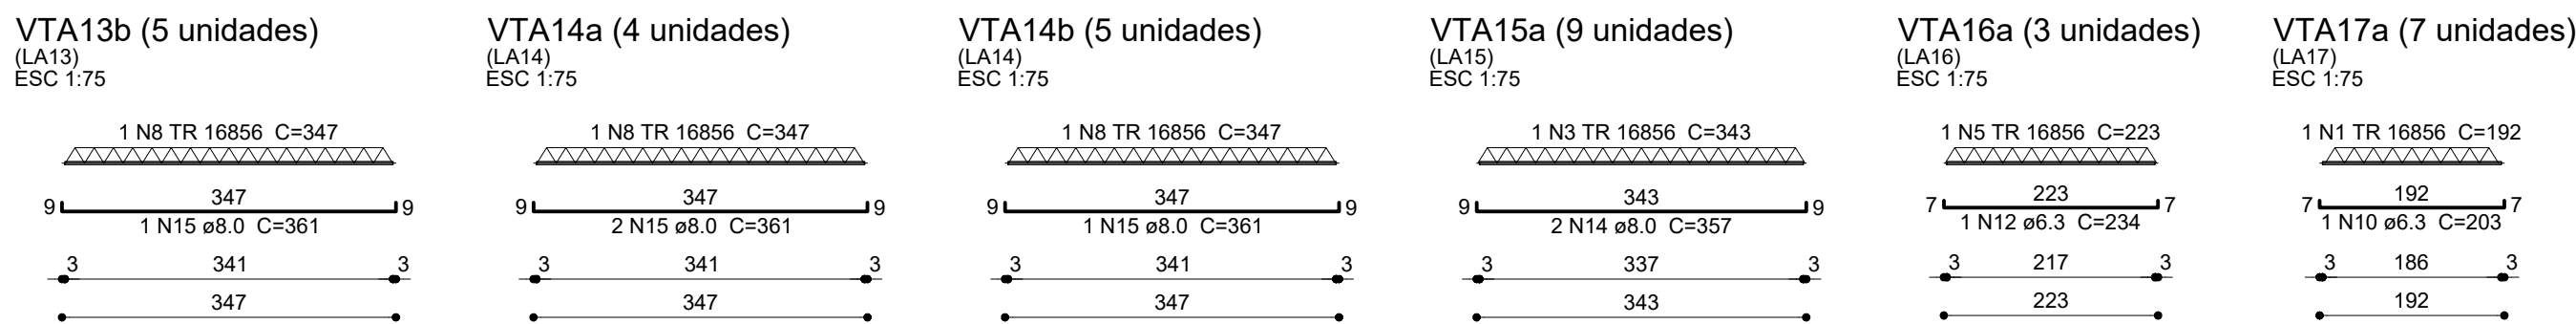 VTA13b (5 unidades)
(LA13)
ESC 1:75
1 N8 TR 16856 C=347
9 347 9
1 N15 ø8.0 C=361
3 341 3
347
VTA14a (4 unidades)
(LA14)
ESC 1:75
1 N8 TR 16856 C=347
9 347 9
2 N15 ø8.0 C=361
3 341 3
347
VTA14b (5 unidades)
(LA14)
ESC 1:75
1 N8 TR 16856 C=347
9 347 9
1 N15 ø8.0 C=361
3 341 3
347
VTA15a (9 unidades)
(LA15)
ESC 1:75
1 N3 TR 16856 C=343
9 343 9
2 N14 ø8.0 C=357
3 337 3
343
VTA16a (3 unidades)
(LA16)
ESC 1:75
1 N5 TR 16856 C=223
7 223 7
1 N12 ø6.3 C=234
3 217 3
223
VTA17a (7 unidades)
(LA17)
ESC 1:75
1 N1 TR 16856 C=192
7 192 7
1 N10 ø6.3 C=203
3 186 3
192